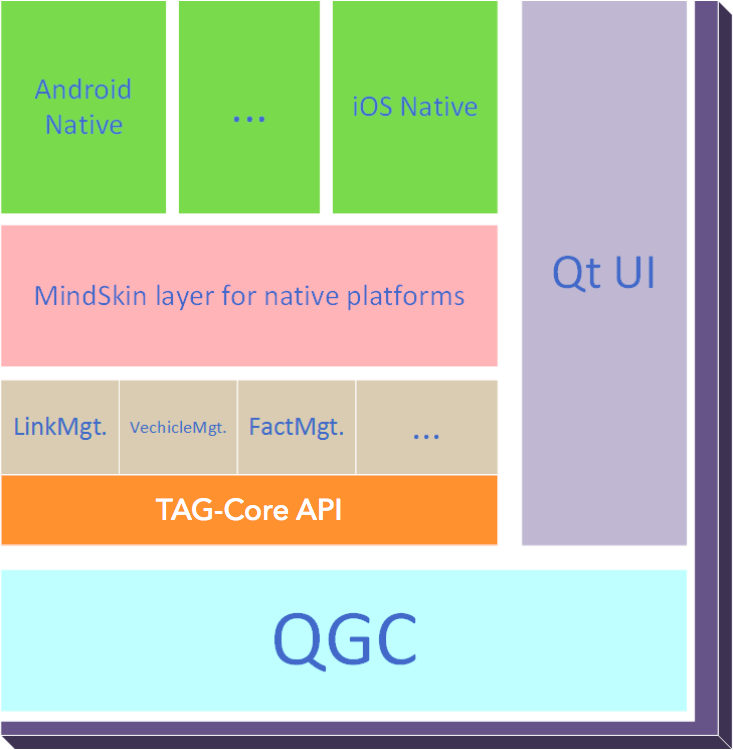 Android
Native
...
iOS Native
Qt UI
MindSkin layer for native platforms
LinkMgt.
VechicleMgt.
FactMgt.
...
TAG-Core API
QGC